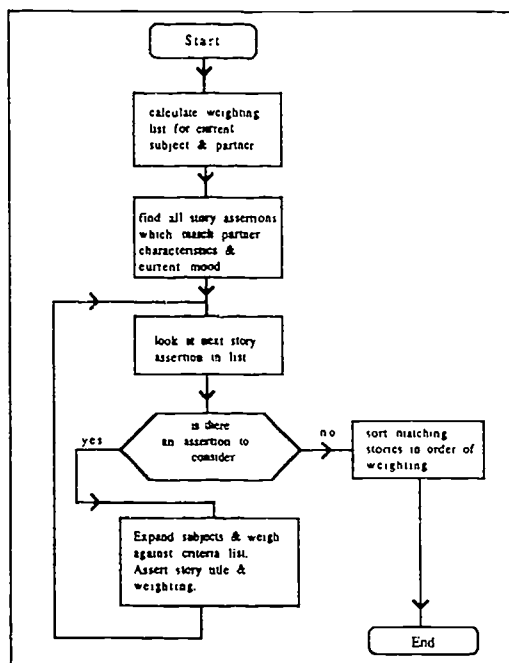 Start
calculate weighting
list for current
subject & partner
find all story assertions
which match partner
characteristics &
current mood
look at next story
assertion in list
is there
an assertion to
consider
yes
no
sort matching
stories in order of
weighting
Expand subjects & weigh
against criteria list.
Assert story title &
weighting.
End